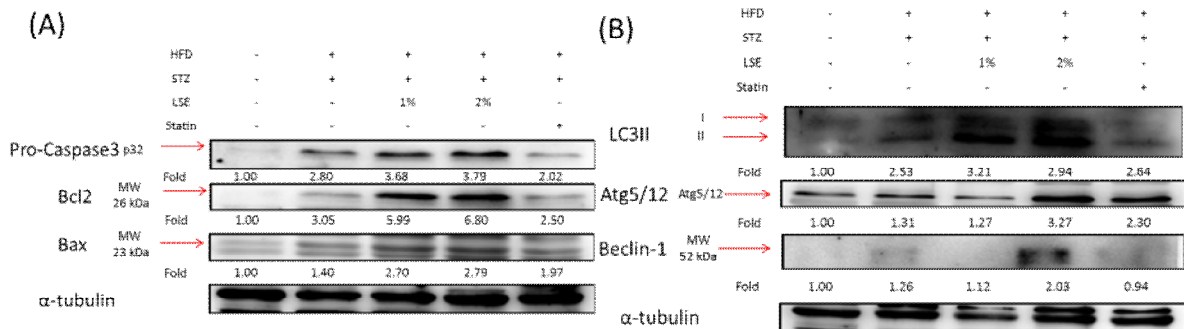 (A)
HFD - + + + +
STZ - + + + +
LSE - - 1% 2% -
Statin - - - - +
Pro-Caspase3 p32
Fold 1.00 2.80 3.68 3.79 2.02
Bcl2 MW 26 kDa
Fold 1.00 3.05 5.99 6.80 2.50
Bax MW 23 kDa
Fold 1.00 1.40 2.70 2.79 1.97
α-tubulin
(B)
HFD - + + + +
STZ - + + + +
LSE - - 1% 2% -
Statin - - - - +
LC3II I II
Fold 1.00 2.53 3.21 2.94 2.64
Atg5/12 Atg5/12
Fold 1.00 1.31 1.27 3.27 2.30
Beclin-1 MW 52 kDa
Fold 1.00 1.26 1.12 2.03 0.94
α-tubulin